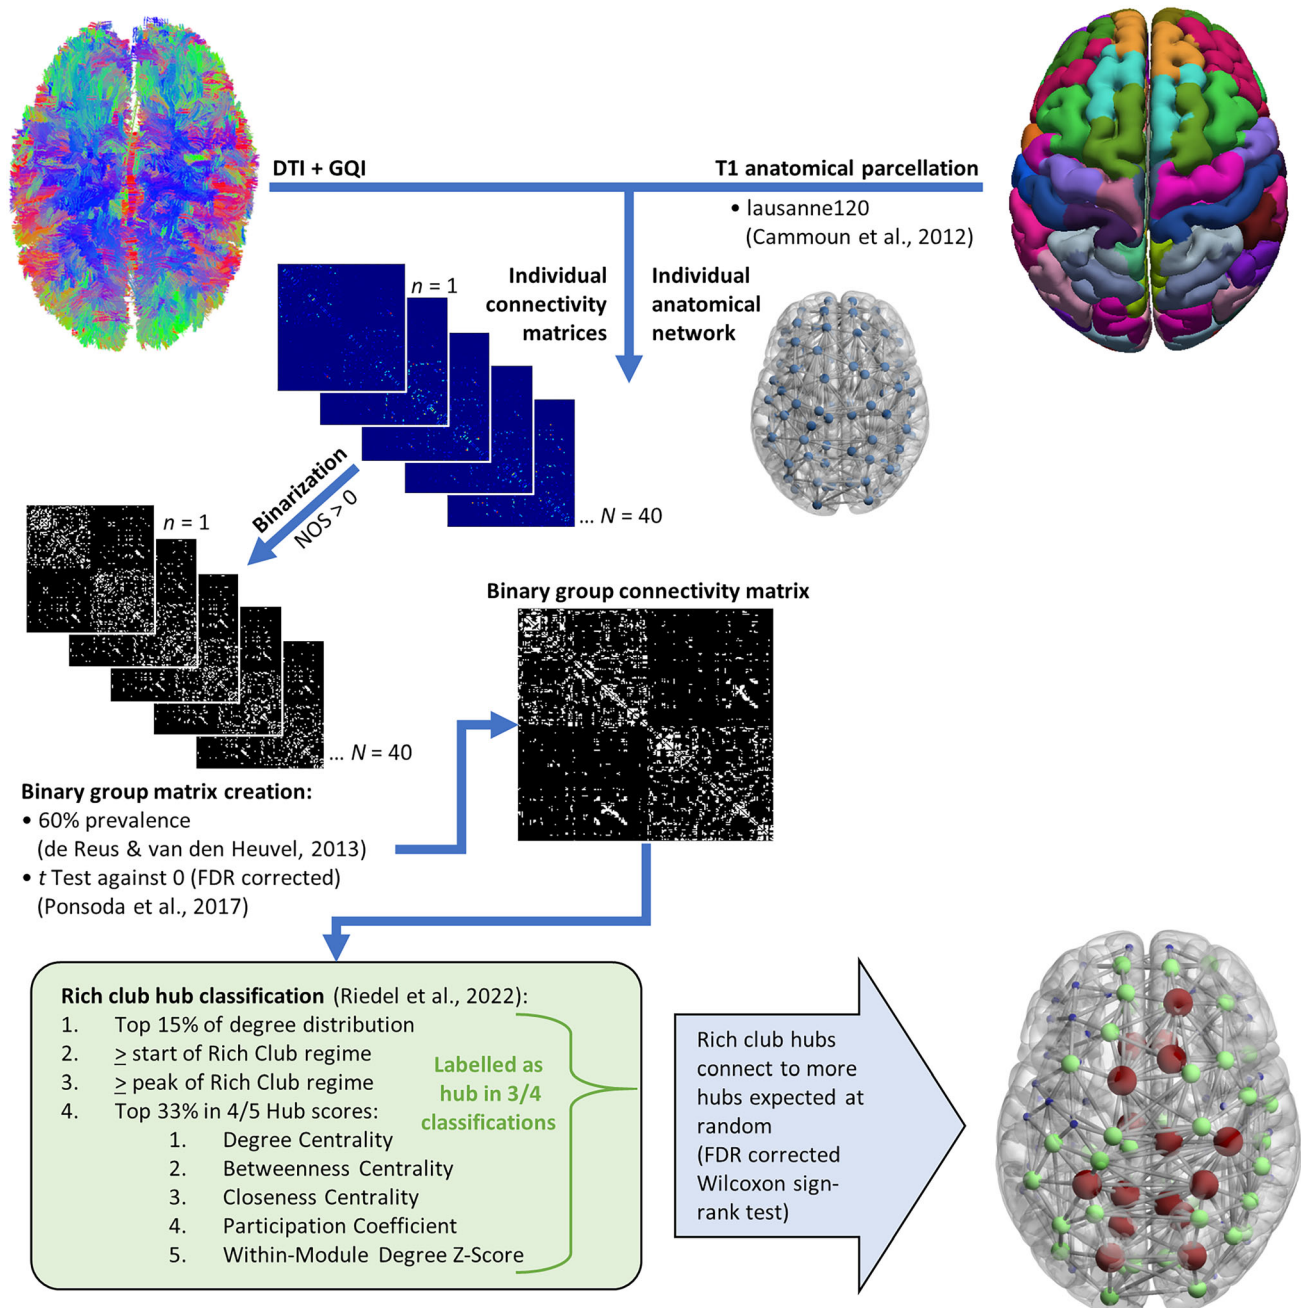 DTI + GQI
T1 anatomical parcellation
• lausanne120
(Cammoun et al., 2012)
Individual
connectivity
matrices
Individual
anatomical
network
n = 1
... N = 40
Binarization
NOS > 0
n = 1
... N = 40
Binary group connectivity matrix
Binary group matrix creation:
• 60% prevalence
(de Reus & van den Heuvel, 2013)
• t Test against 0 (FDR corrected)
(Ponsoda et al., 2017)
Rich club hub classification (Riedel et al., 2022):
1. Top 15% of degree distribution
2. ≥ start of Rich Club regime
3. ≥ peak of Rich Club regime
4. Top 33% in 4/5 Hub scores:
1. Degree Centrality
2. Betweenness Centrality
3. Closeness Centrality
4. Participation Coefficient
5. Within-Module Degree Z-Score
Labelled as
hub in 3/4
classifications
Rich club hubs
connect to more
hubs expected at
random
(FDR corrected
Wilcoxon sign-
rank test)